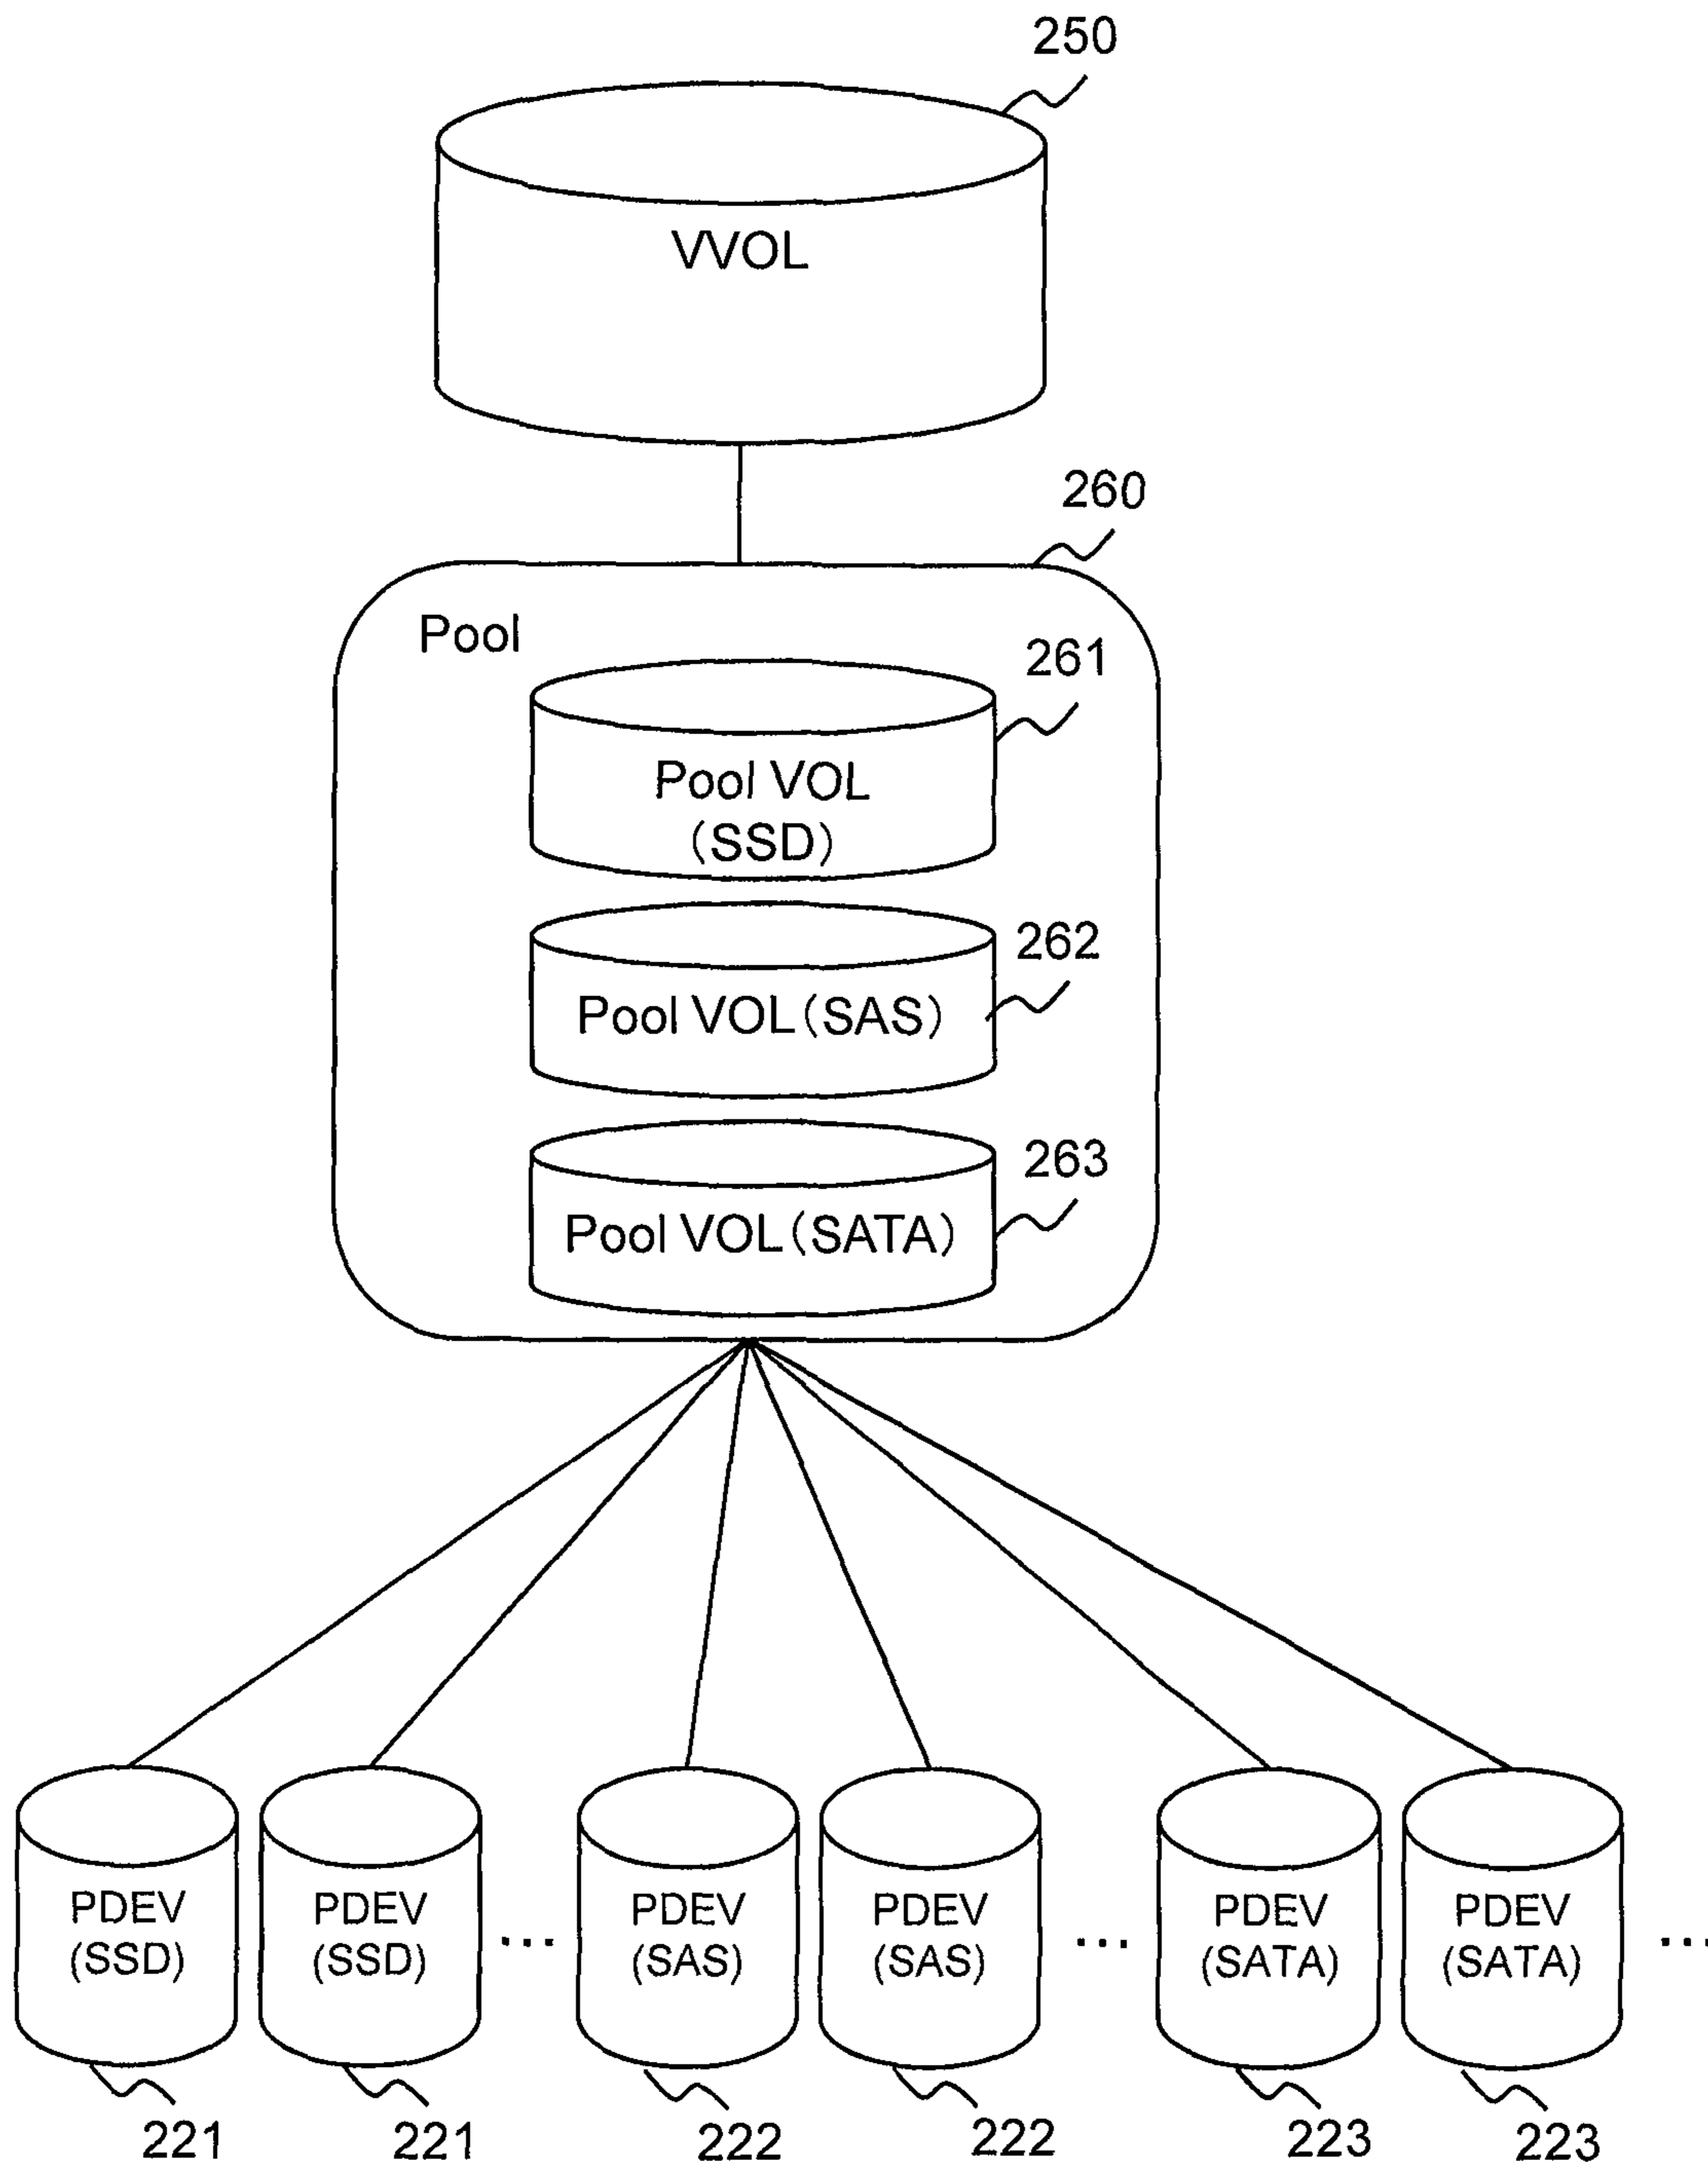 250
VVOL
260
Pool
261
Pool VOL
(SSD)
262
Pool VOL(SAS)
263
Pool VOL(SATA)
PDEV
(SSD)
PDEV
(SSD)
...
PDEV
(SAS)
PDEV
(SAS)
...
PDEV
(SATA)
PDEV
(SATA)
...
221
221
222
222
223
223